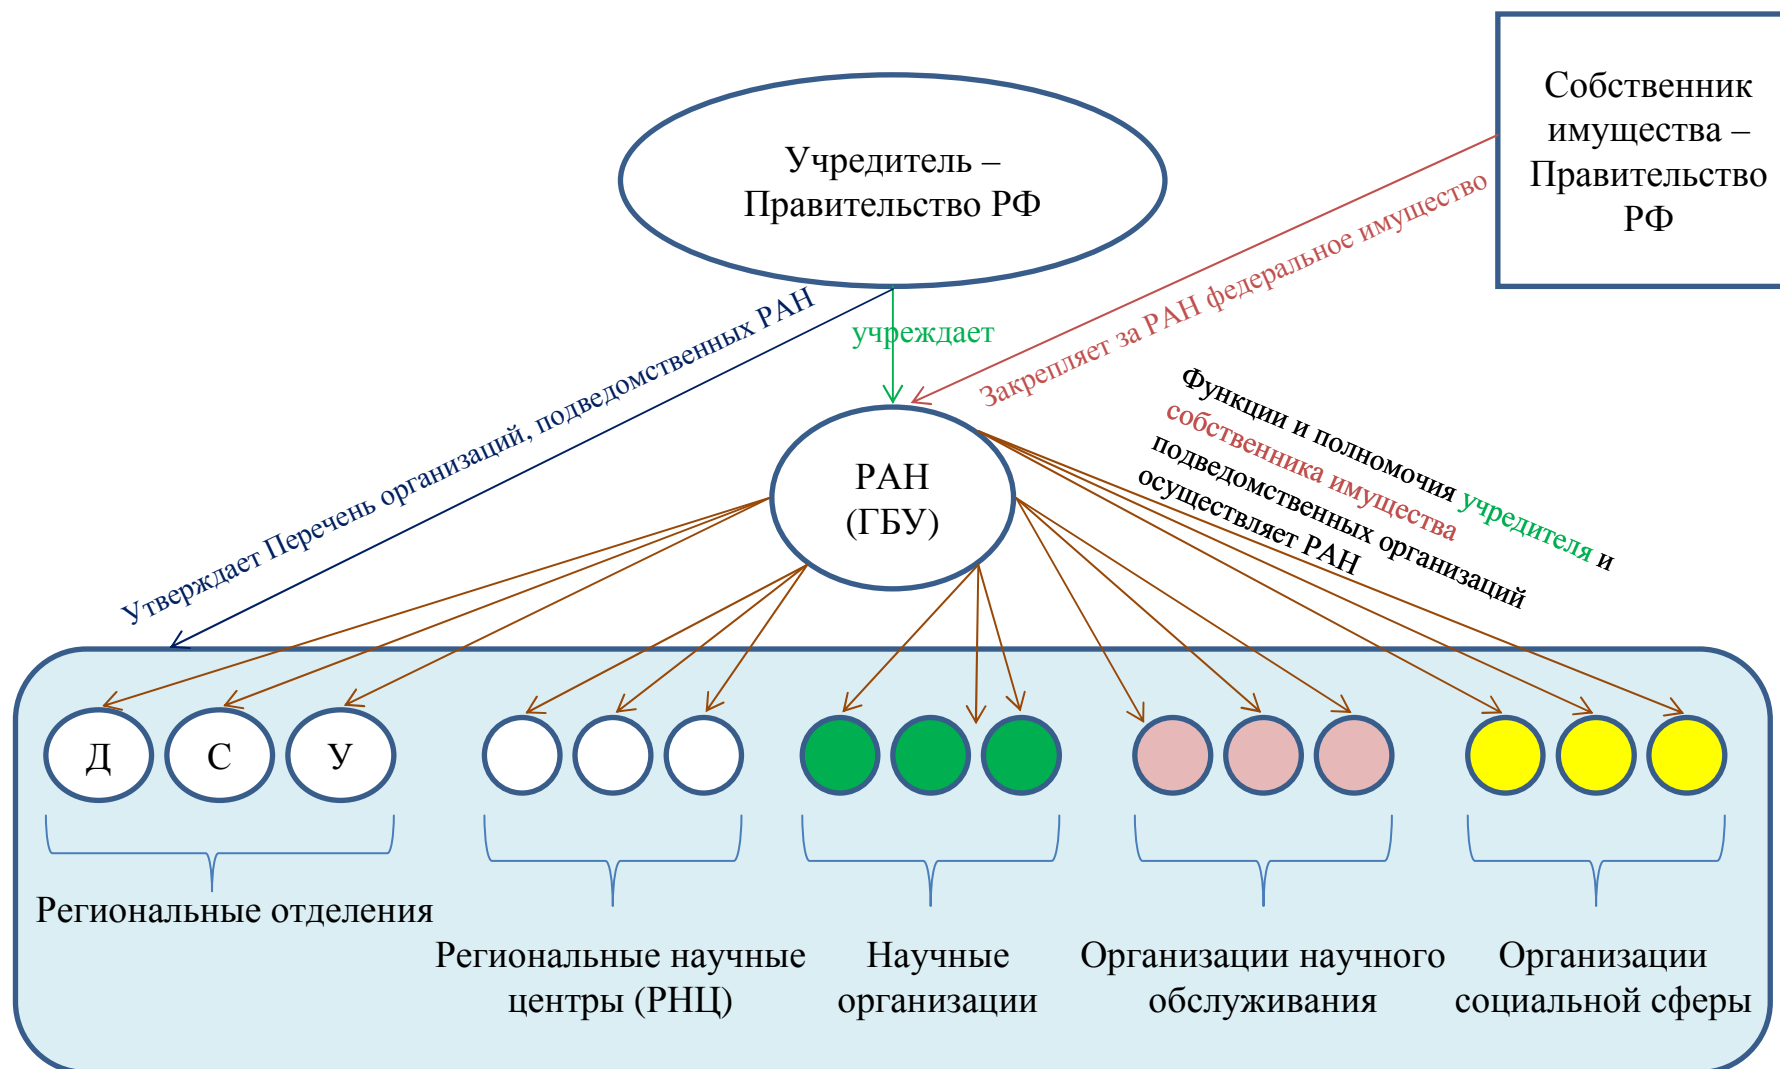 Собственник
имущества –
Правительство
РФ
Учредитель –
Правительство РФ
Утверждает Перечень организаций, подведомственных РАН
учреждает
Закрепляет за РАН федеральное имущество
Функции и полномочия учредителя и
собственника имущества
подведомственных организаций
осуществляет РАН
РАН
(ГБУ)
Д
С
У
Региональные отделения
Региональные научные
центры (РНЦ)
Научные
организации
Организации научного
обслуживания
Организации
социальной сферы